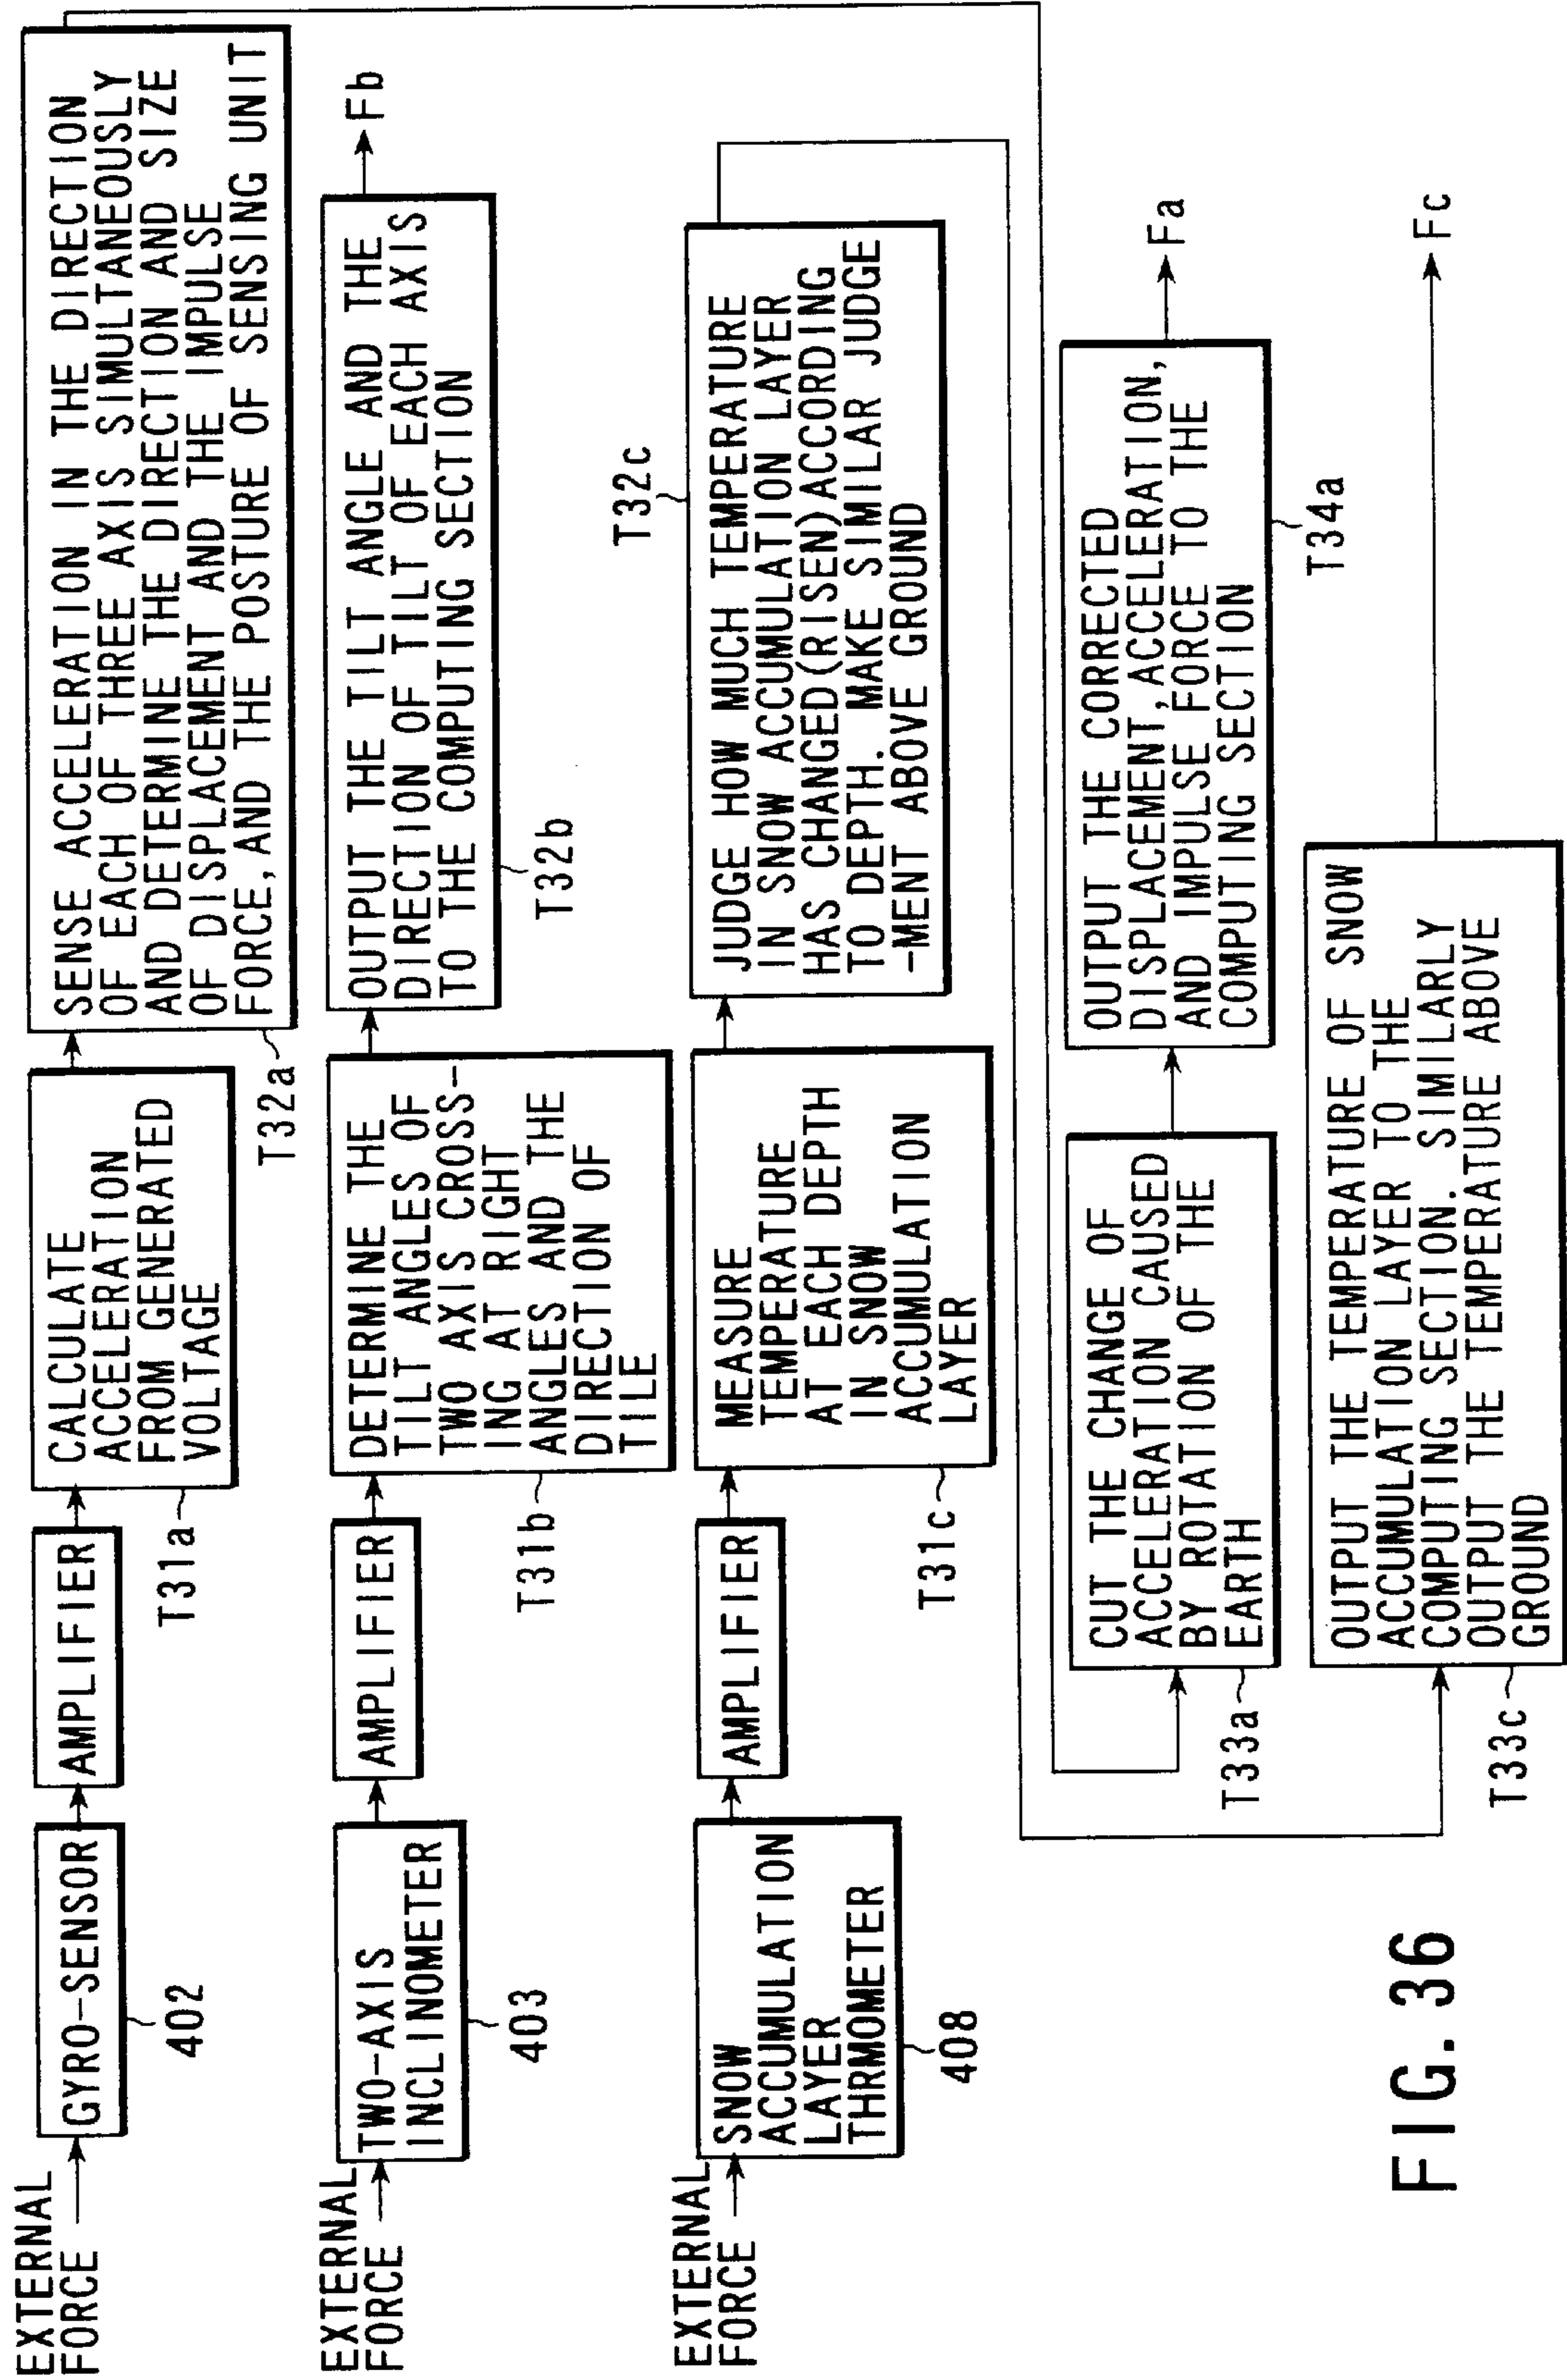 EXTERNAL
FORCE
GYRO-SENSOR
402
AMPLIFIER
CALCULATE
ACCELERATION
FROM GENERATED
VOLTAGE
T31a
SENSE ACCELERATION IN THE DIRECTION
OF EACH OF THREE AXIS SIMULTANEOUSLY
AND DETERMINE THE DIRECTION AND SIZE
OF DISPLACEMENT AND THE IMPULSE
FORCE, AND THE POSTURE OF SENSING UNIT
T32a
EXTERNAL
FORCE
TWO-AXIS
INCLINOMETER
403
AMPLIFIER
DETERMINE THE
TILT ANGLES OF
TWO AXIS CROSS-
ING AT RIGHT
ANGLES AND THE
DIRECTION OF
TILE
T31b
OUTPUT THE TILT ANGLE AND THE
DIRECTION OF TILT OF EACH AXIS
TO THE COMPUTING SECTION
T32b
Fb
EXTERNAL
FORCE
SNOW
ACCUMULATION
LAYER
THRMOMETER
408
AMPLIFIER
MEASURE
TEMPERATURE
AT EACH DEPTH
IN SNOW
ACCUMULATION
LAYER
T31c
T32c
JUDGE HOW MUCH TEMPERATURE
IN SNOW ACCUMULATION LAYER
HAS CHANGED(RISEN)ACCORDING
TO DEPTH. MAKE SIMILAR JUDGE
-MENT ABOVE GROUND
CUT THE CHANGE OF
ACCELERATION CAUSED
BY ROTATION OF THE
EARTH
T33a
OUTPUT THE CORRECTED
DISPLACEMENT, ACCELERATION,
AND IMPULSE FORCE TO THE
COMPUTING SECTION
T34a
Fa
OUTPUT THE TEMPERATURE OF SNOW
ACCUMULATION LAYER TO THE
COMPUTING SECTION. SIMILARLY
OUTPUT THE TEMPERATURE ABOVE
GROUND
T33c
Fc
FIG. 36